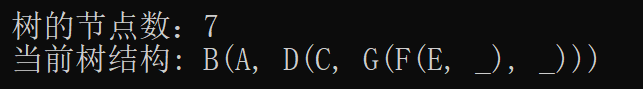 树的节点数：7
当前树结构: B(A, D(C, G(F(E, _), _)))